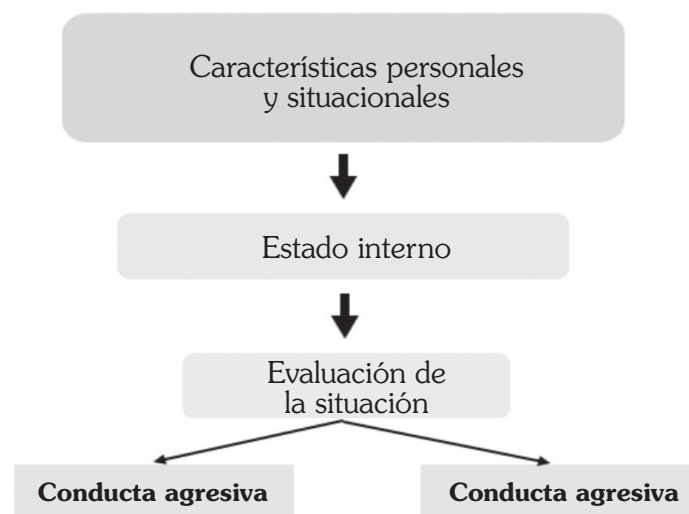 Características personales
y situacionales
Estado interno
Evaluación de
la situación
Conducta agresiva
Conducta agresiva